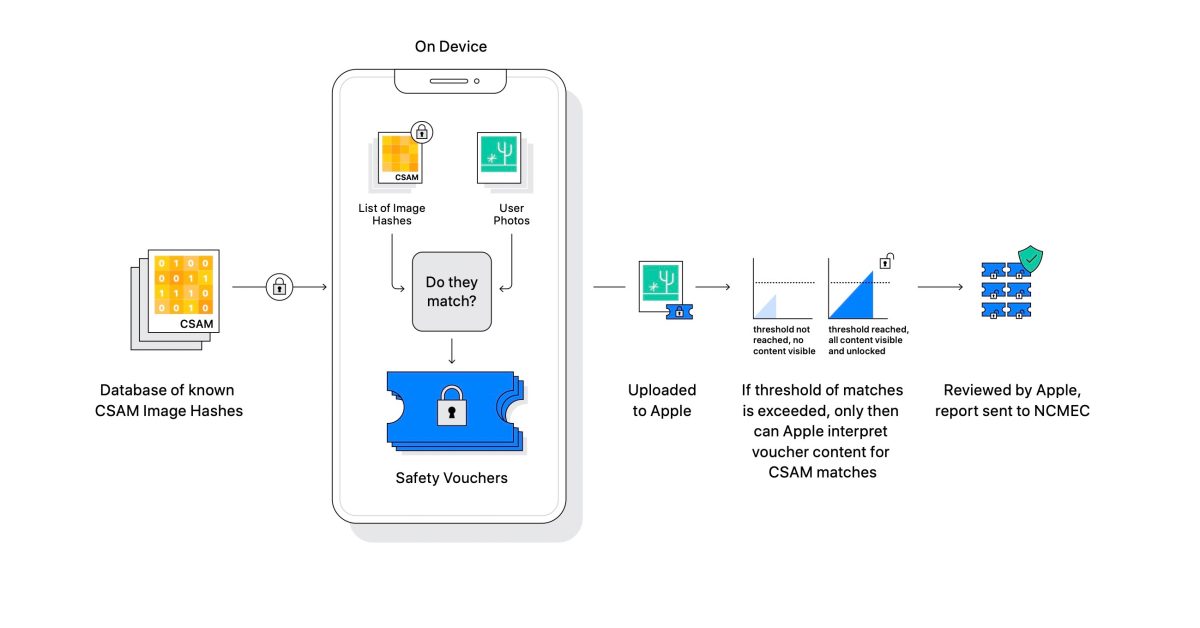 On Device
CSAM
List of Image
Hashes
User
Photos
Do they
match?
Safety Vouchers
0 1 0 0
0 0 1 1
1 1 1 0
0 0 1 0
CSAM
Database of known
CSAM Image Hashes
Uploaded
to Apple
threshold not
reached, no
content visible
threshold reached,
all content visible
and unlocked
If threshold of matches
is exceeded, only then
can Apple interpret
voucher content for
CSAM matches
Reviewed by Apple,
report sent to NCMEC